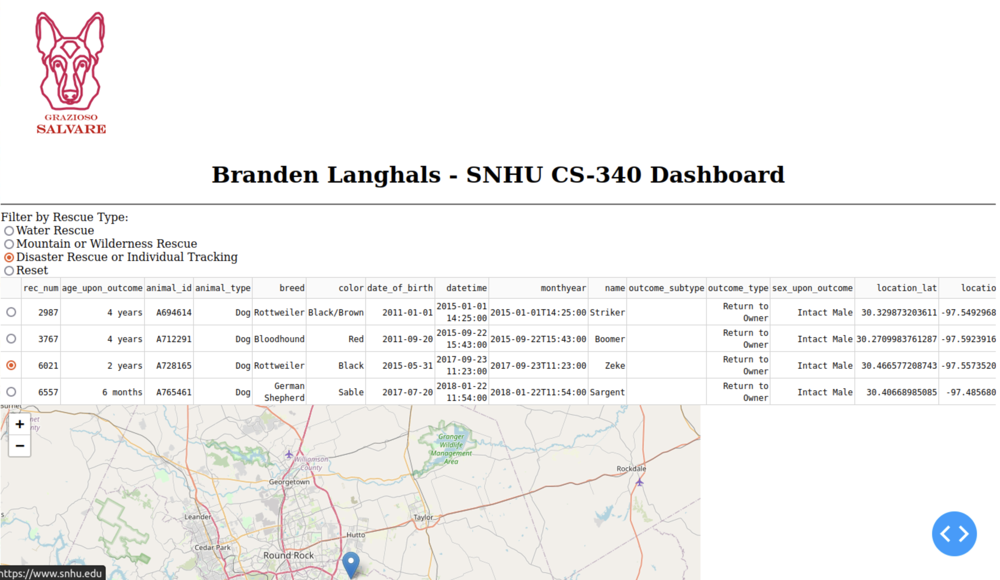 GRAZIOSO
SALVARE
Branden Langhals - SNHU CS-340 Dashboard
Filter by Rescue Type:
Water Rescue
Mountain or Wilderness Rescue
Disaster Rescue or Individual Tracking
Reset
rec_num age_upon_outcome animal_id animal_type breed color date_of_birth datetime monthyear name outcome_subtype outcome_type sex_upon_outcome location_lat locatio
2987 4 years A694614 Dog Rottweiler Black/Brown 2011-01-01 2015-01-01 14:25:00 2015-01-01T14:25:00 Striker Return to Owner Intact Male 30.329873203611 -97.5492968
3767 4 years A712291 Dog Bloodhound Red 2011-09-20 2015-09-22 15:43:00 2015-09-22T15:43:00 Boomer Return to Owner Intact Male 30.2709983761287 -97.5923916
6021 2 years A728165 Dog Rottweiler Black 2015-05-31 2017-09-23 11:23:00 2017-09-23T11:23:00 Zeke Return to Owner Intact Male 30.466577208743 -97.5573520
6557 6 months A765461 Dog German Shepherd Sable 2017-07-20 2018-01-22 11:54:00 2018-01-22T11:54:00 Sargent Return to Owner Intact Male 30.40668985085 -97.485680
Burnet
net
nty
+
−
Granger
Wildlife
Management
Area
Williamson
County
Rockdale
Georgetown
s
Leander
Taylor
Hutto
Cedar Park
Round Rock
https://www.snhu.edu